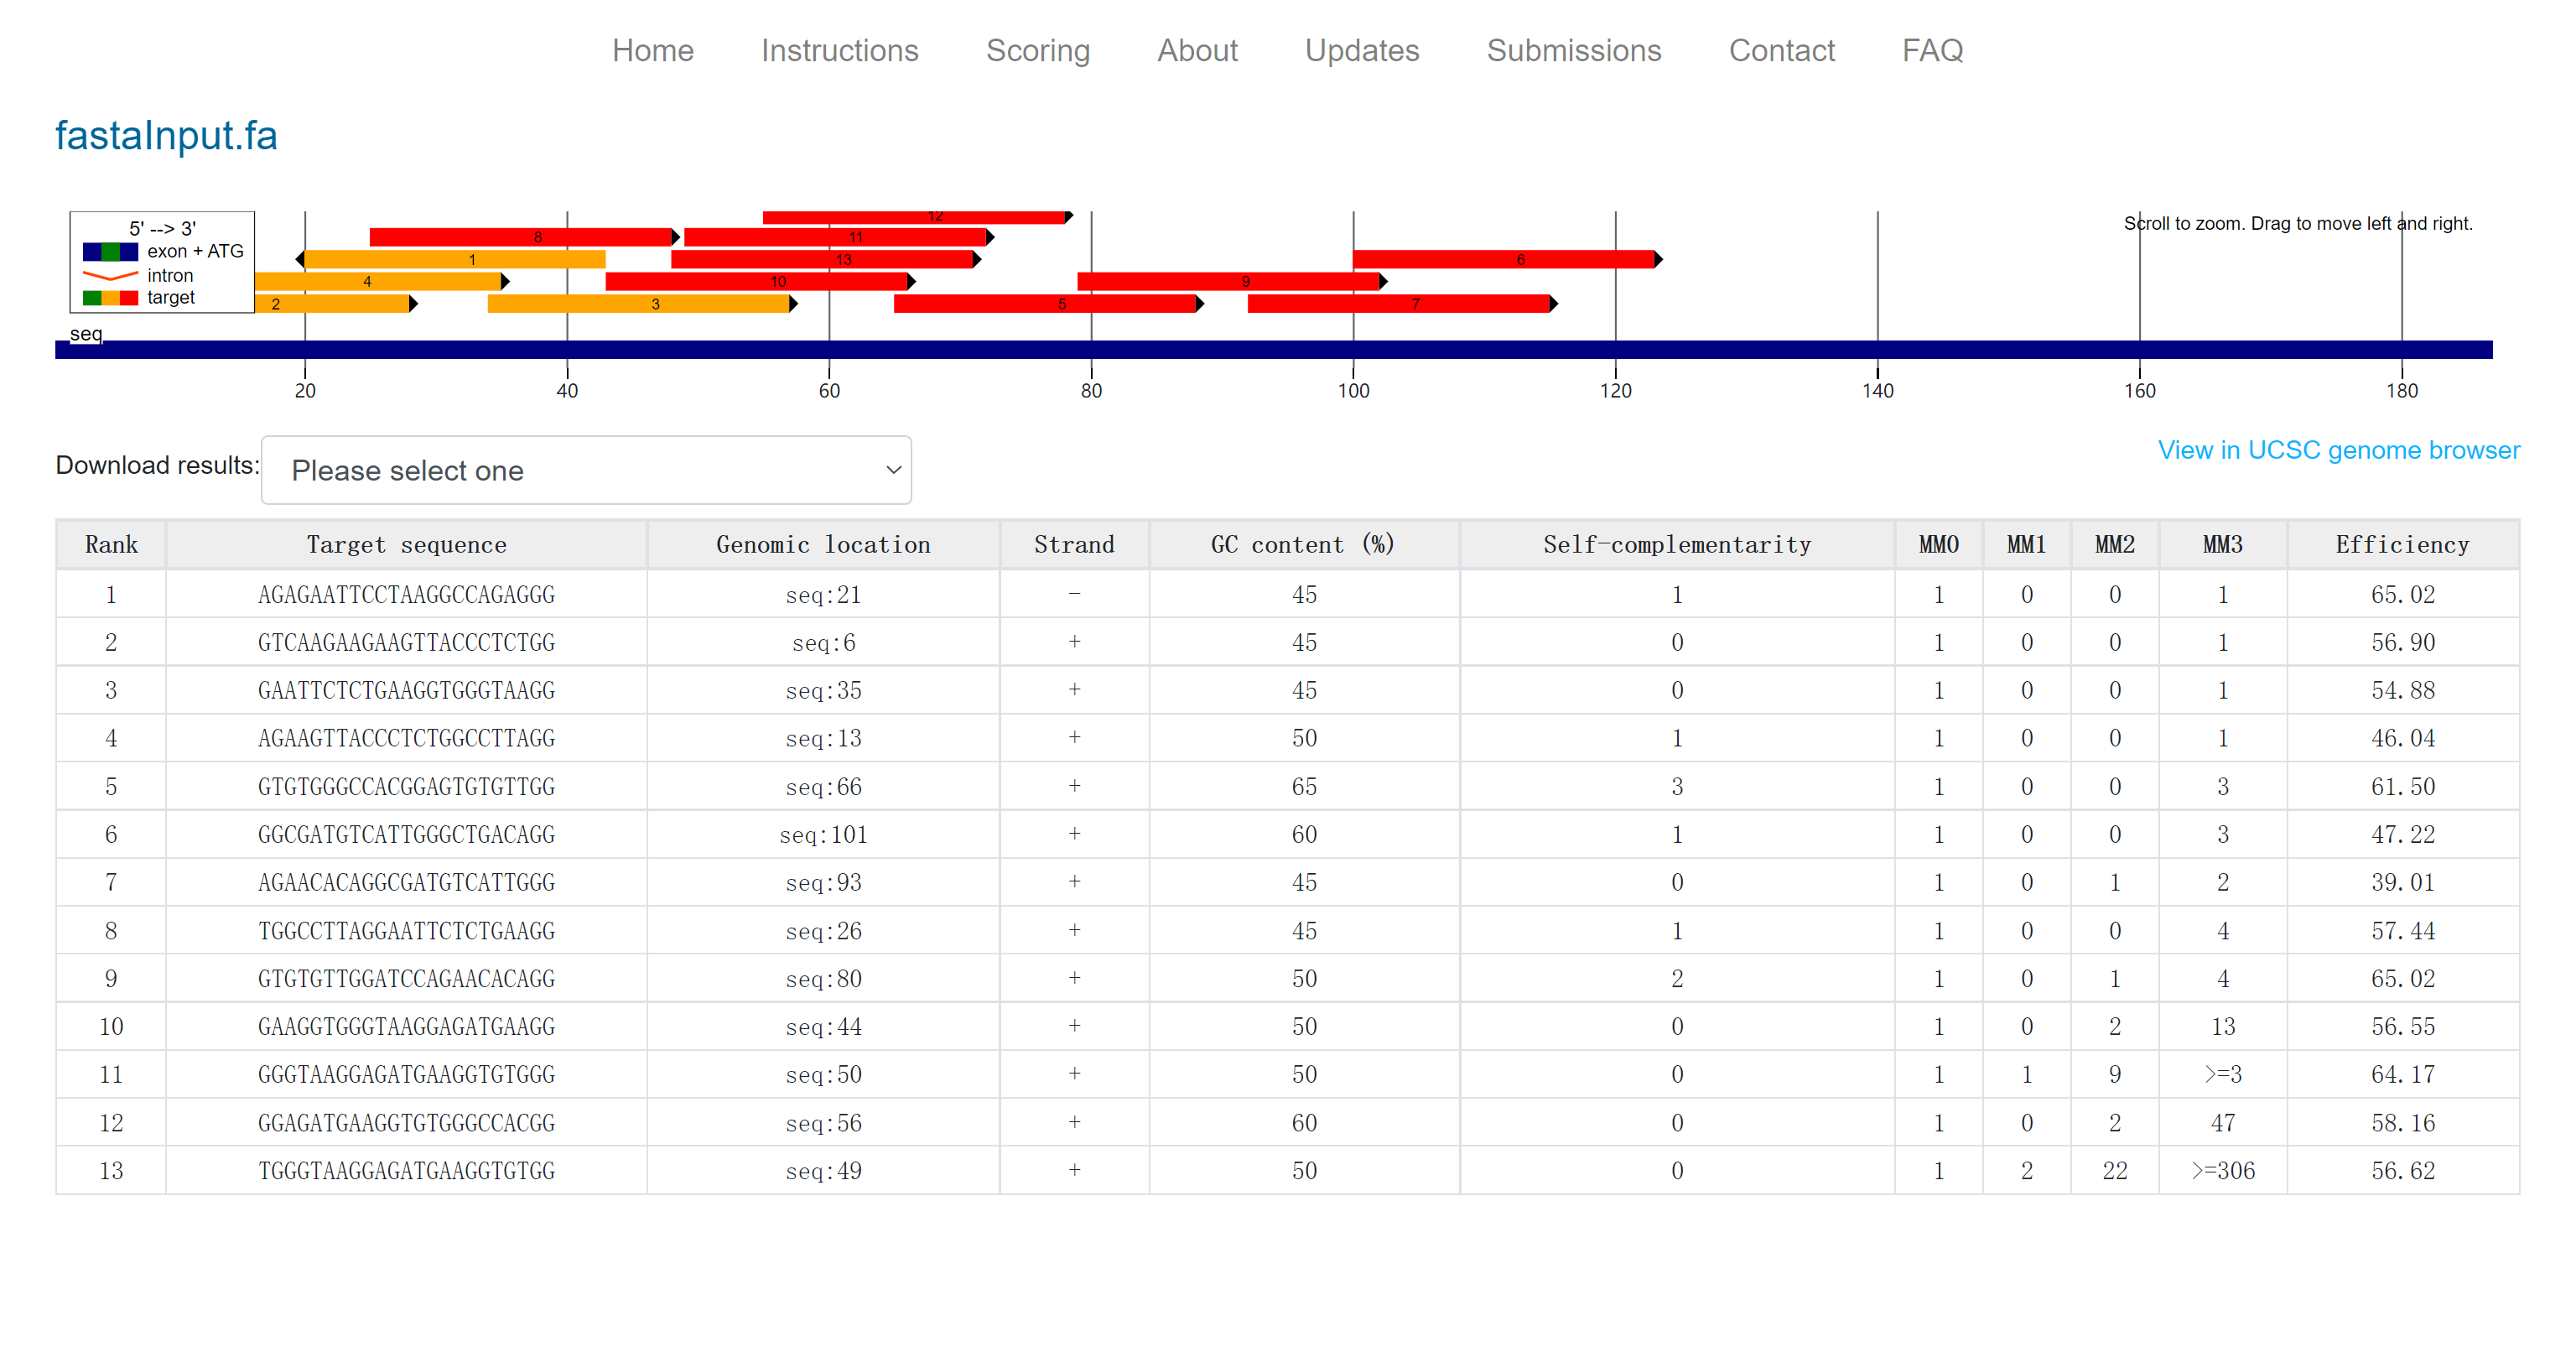 Home Instructions Scoring About Updates Submissions Contact FAQ
fastaInput.fa
5' --> 3'
exon + ATG
intron
target
Scroll to zoom. Drag to move left and right.
12
8 11
1 13 6
4 10 9
2 3 5 7
seq
20 40 60 80 100 120 140 160 180
Download results: Please select one
View in UCSC genome browser
Rank Target sequence Genomic location Strand GC content (%) Self-complementarity MM0 MM1 MM2 MM3 Efficiency
1 AGAGAATTCCTAAGGCCAGAGGG seq:21 - 45 1 1 0 0 1 65.02
2 GTCAAGAAGAAGTTACCCTCTGG seq:6 + 45 0 1 0 0 1 56.90
3 GAATTCTCTGAAGGTGGGTAAGG seq:35 + 45 0 1 0 0 1 54.88
4 AGAAGTTACCCTCTGGCCTTAGG seq:13 + 50 1 1 0 0 1 46.04
5 GTGTGGGCCACGGAGTGTGTTGG seq:66 + 65 3 1 0 0 3 61.50
6 GGCGATGTCATTGGGCTGACAGG seq:101 + 60 1 1 0 0 3 47.22
7 AGAACACAGGCGATGTCATTGGG seq:93 + 45 0 1 0 1 2 39.01
8 TGGCCTTAGGAATTCTCTGAAGG seq:26 + 45 1 1 0 0 4 57.44
9 GTGTGTTGGATCCAGAACACAGG seq:80 + 50 2 1 0 1 4 65.02
10 GAAGGTGGGTAAGGAGATGAAGG seq:44 + 50 0 1 0 2 13 56.55
11 GGGTAAGGAGATGAAGGTGTGGG seq:50 + 50 0 1 1 9 >=3 64.17
12 GGAGATGAAGGTGTGGGCCACGG seq:56 + 60 0 1 0 2 47 58.16
13 TGGGTAAGGAGATGAAGGTGTGG seq:49 + 50 0 1 2 22 >=306 56.62